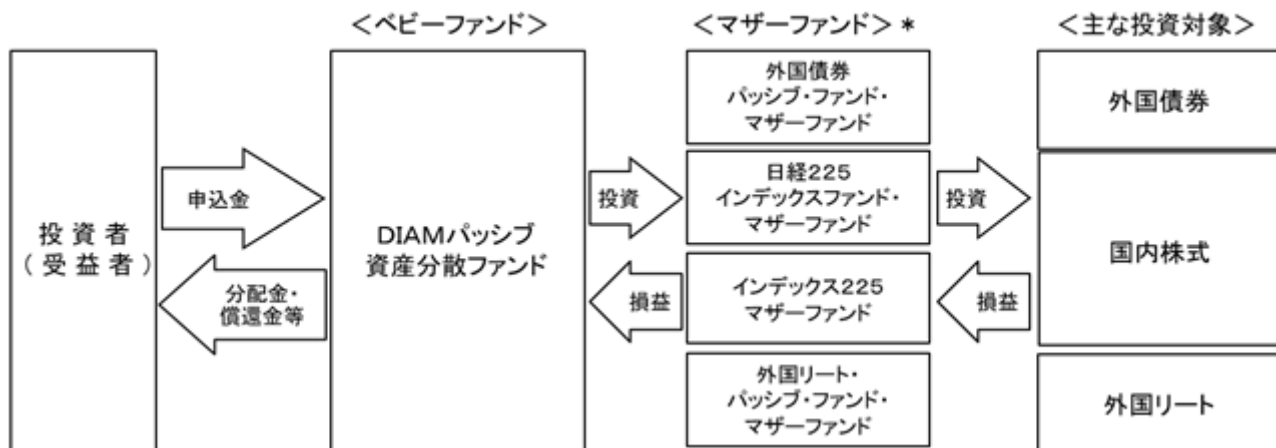 <ベビーファンド>
<マザーファンド> *
<主な投資対象>
投資者
(受益者)
申込金
分配金・
償還金等
DIAMパッシブ
資産分散ファンド
投資
損益
外国債券
パッシブ・ファンド・
マザーファンド
日経225
インデックスファンド・
マザーファンド
インデックス225
マザーファンド
外国リート・
パッシブ・ファンド・
マザーファンド
投資
損益
外国債券
国内株式
外国リート